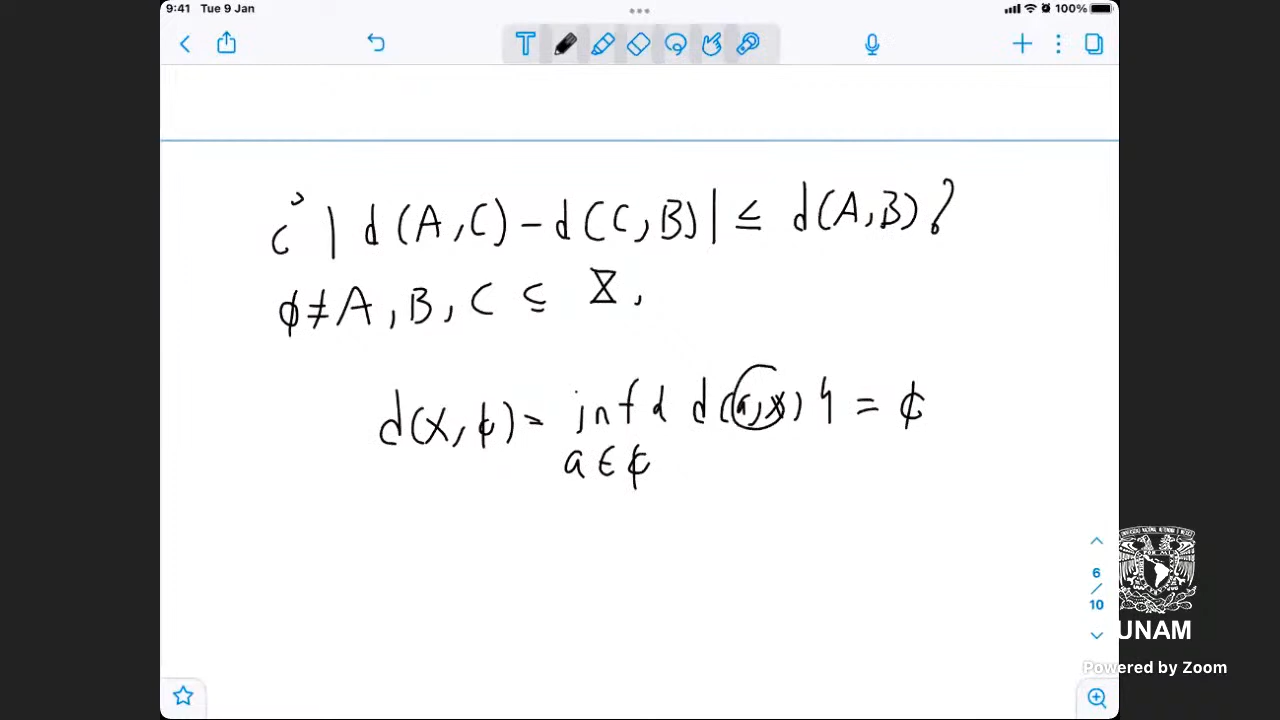 9:41 Tue 9 Jan
100%
¿ | d(A,C) - d(C,B) | ≤ d(A,B) ?
∅ ≠ A, B, C ⊆ X,
d(x,∅) = inf { d(a,x) } = ∅
a ∈ ∅
6
/
10
UNAM
Powered by Zoom